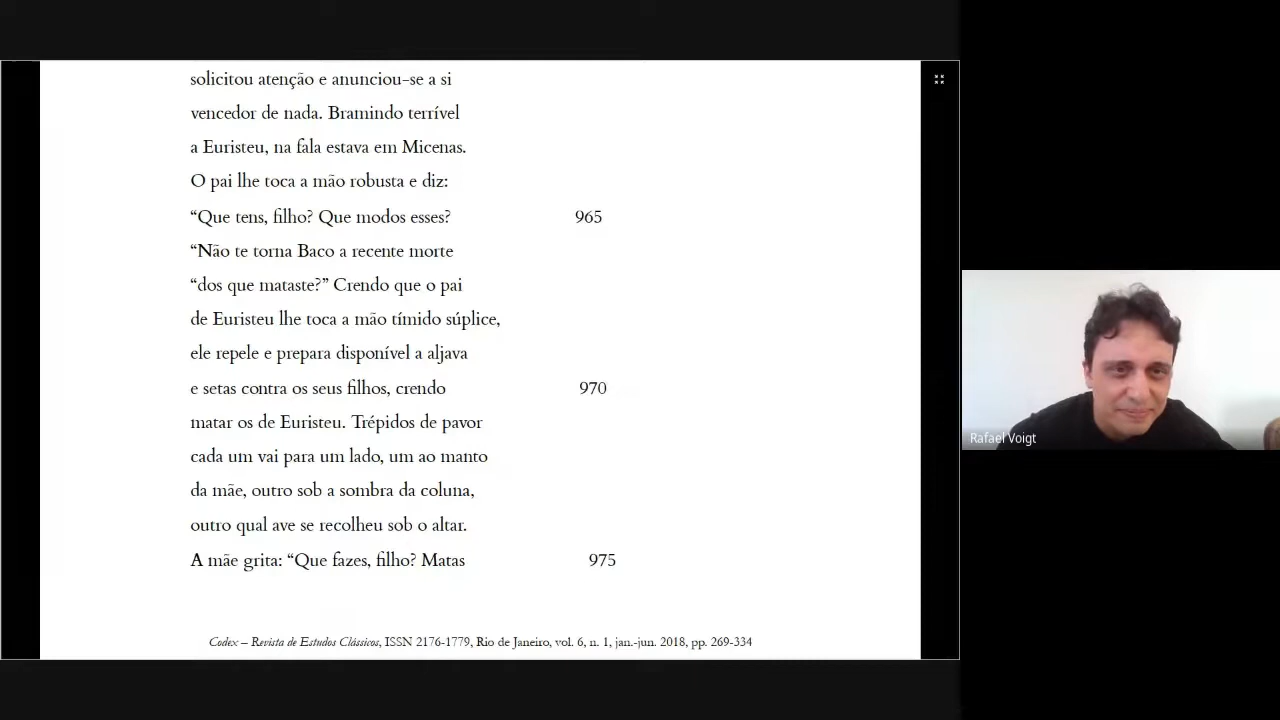 solicitou atenção e anunciou-se a si
vencedor de nada. Bramindo terrível
a Euristeu, na fala estava em Micenas.
O pai lhe toca a mão robusta e diz:
“Que tens, filho? Que modos esses? 965
“Não te torna Baco a recente morte
“dos que mataste?” Crendo que o pai
de Euristeu lhe toca a mão tímido súplice,
ele repele e prepara disponível a aljava
e setas contra os seus filhos, crendo 970
matar os de Euristeu. Trépidos de pavor
cada um vai para um lado, um ao manto
da mãe, outro sob a sombra da coluna,
outro qual ave se recolheu sob o altar.
A mãe grita: “Que fazes, filho? Matas 975
Codex – Revista de Estudos Clássicos, ISSN 2176-1779, Rio de Janeiro, vol. 6, n. 1, jan.-jun. 2018, pp. 269-334
Rafael Voigt